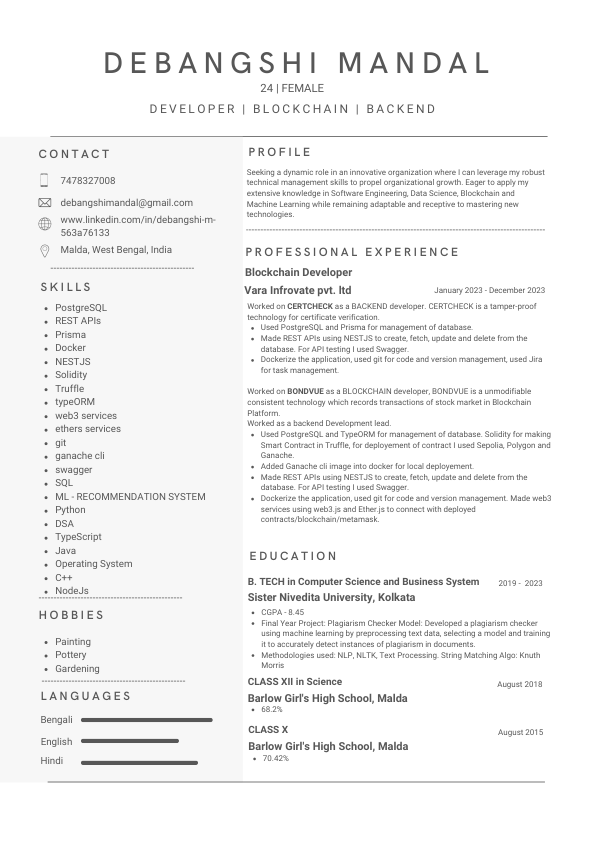 DEBANGSHI MANDAL
24 | FEMALE
DEVELOPER | BLOCKCHAIN | BACKEND
CONTACT
7478327008
debangshimandal@gmail.com
www.linkedin.com/in/debangshi-m-
563a76133
Malda, West Bengal, India
SKILLS
PostgreSQL
REST APIs
Prisma
Docker
NESTJS
Solidity
Truffle
typeORM
web3 services
ethers services
git
ganache cli
swagger
SQL
ML - RECOMMENDATION SYSTEM
Python
DSA
TypeScript
Java
Operating System
C++
NodeJs
HOBBIES
Painting
Pottery
Gardening
LANGUAGES
Bengali
English
Hindi
PROFILE
Seeking a dynamic role in an innovative organization where I can leverage my robust
technical management skills to propel organizational growth. Eager to apply my
extensive knowledge in Software Engineering, Data Science, Blockchain and
Machine Learning while remaining adaptable and receptive to mastering new
technologies.
PROFESSIONAL EXPERIENCE
Blockchain Developer
Vara Infrovate pvt. ltd January 2023 - December 2023
Worked on CERTCHECK as a BACKEND developer. CERTCHECK is a tamper-proof
technology for certificate verification.
Used PostgreSQL and Prisma for management of database.
Made REST APIs using NESTJS to create, fetch, update and delete from the
database. For API testing I used Swagger.
Dockerize the application, used git for code and version management, used Jira
for task management.
Worked on BONDVUE as a BLOCKCHAIN developer, BONDVUE is a unmodifiable
consistent technology which records transactions of stock market in Blockchain
Platform.
Worked as a backend Development lead.
Used PostgreSQL and TypeORM for management of database. Solidity for making
Smart Contract in Truffle, for deployement of contract I used Sepolia, Polygon and
Ganache.
Added Ganache cli image into docker for local deployement.
Made REST APIs using NESTJS to create, fetch, update and delete from the
database. For API testing I used Swagger.
Dockerize the application, used git for code and version management. Made web3
services using web3.js and Ether.js to connect with deployed
contracts/blockchain/metamask.
EDUCATION
B. TECH in Computer Science and Business System 2019 - 2023
Sister Nivedita University, Kolkata
CGPA - 8.45
Final Year Project: Plagiarism Checker Model: Developed a plagiarism checker
using machine learning by preprocessing text data, selecting a model and training
it to accurately detect instances of plagiarism in documents.
Methodologies used: NLP, NLTK, Text Processing. String Matching Algo: Knuth
Morris
CLASS XII in Science August 2018
Barlow Girl's High School, Malda
68.2%
CLASS X August 2015
Barlow Girl's High School, Malda
70.42%